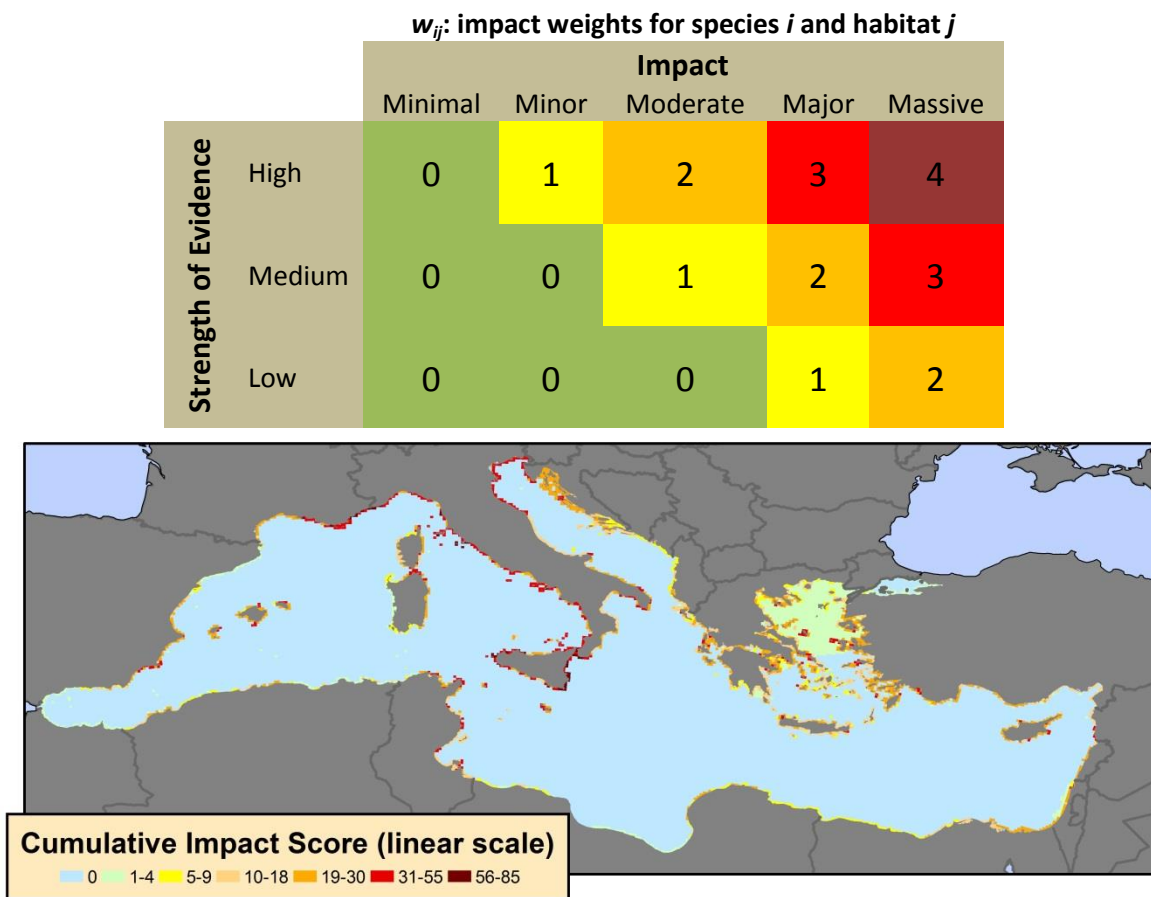 wij: impact weights for species i and habitat j
Impact
Minimal Minor Moderate Major Massive
Strength of Evidence
High 0 1 2 3 4
Medium 0 0 1 2 3
Low 0 0 0 1 2
Cumulative Impact Score (linear scale)
0 1-4 5-9 10-18 19-30 31-55 56-85